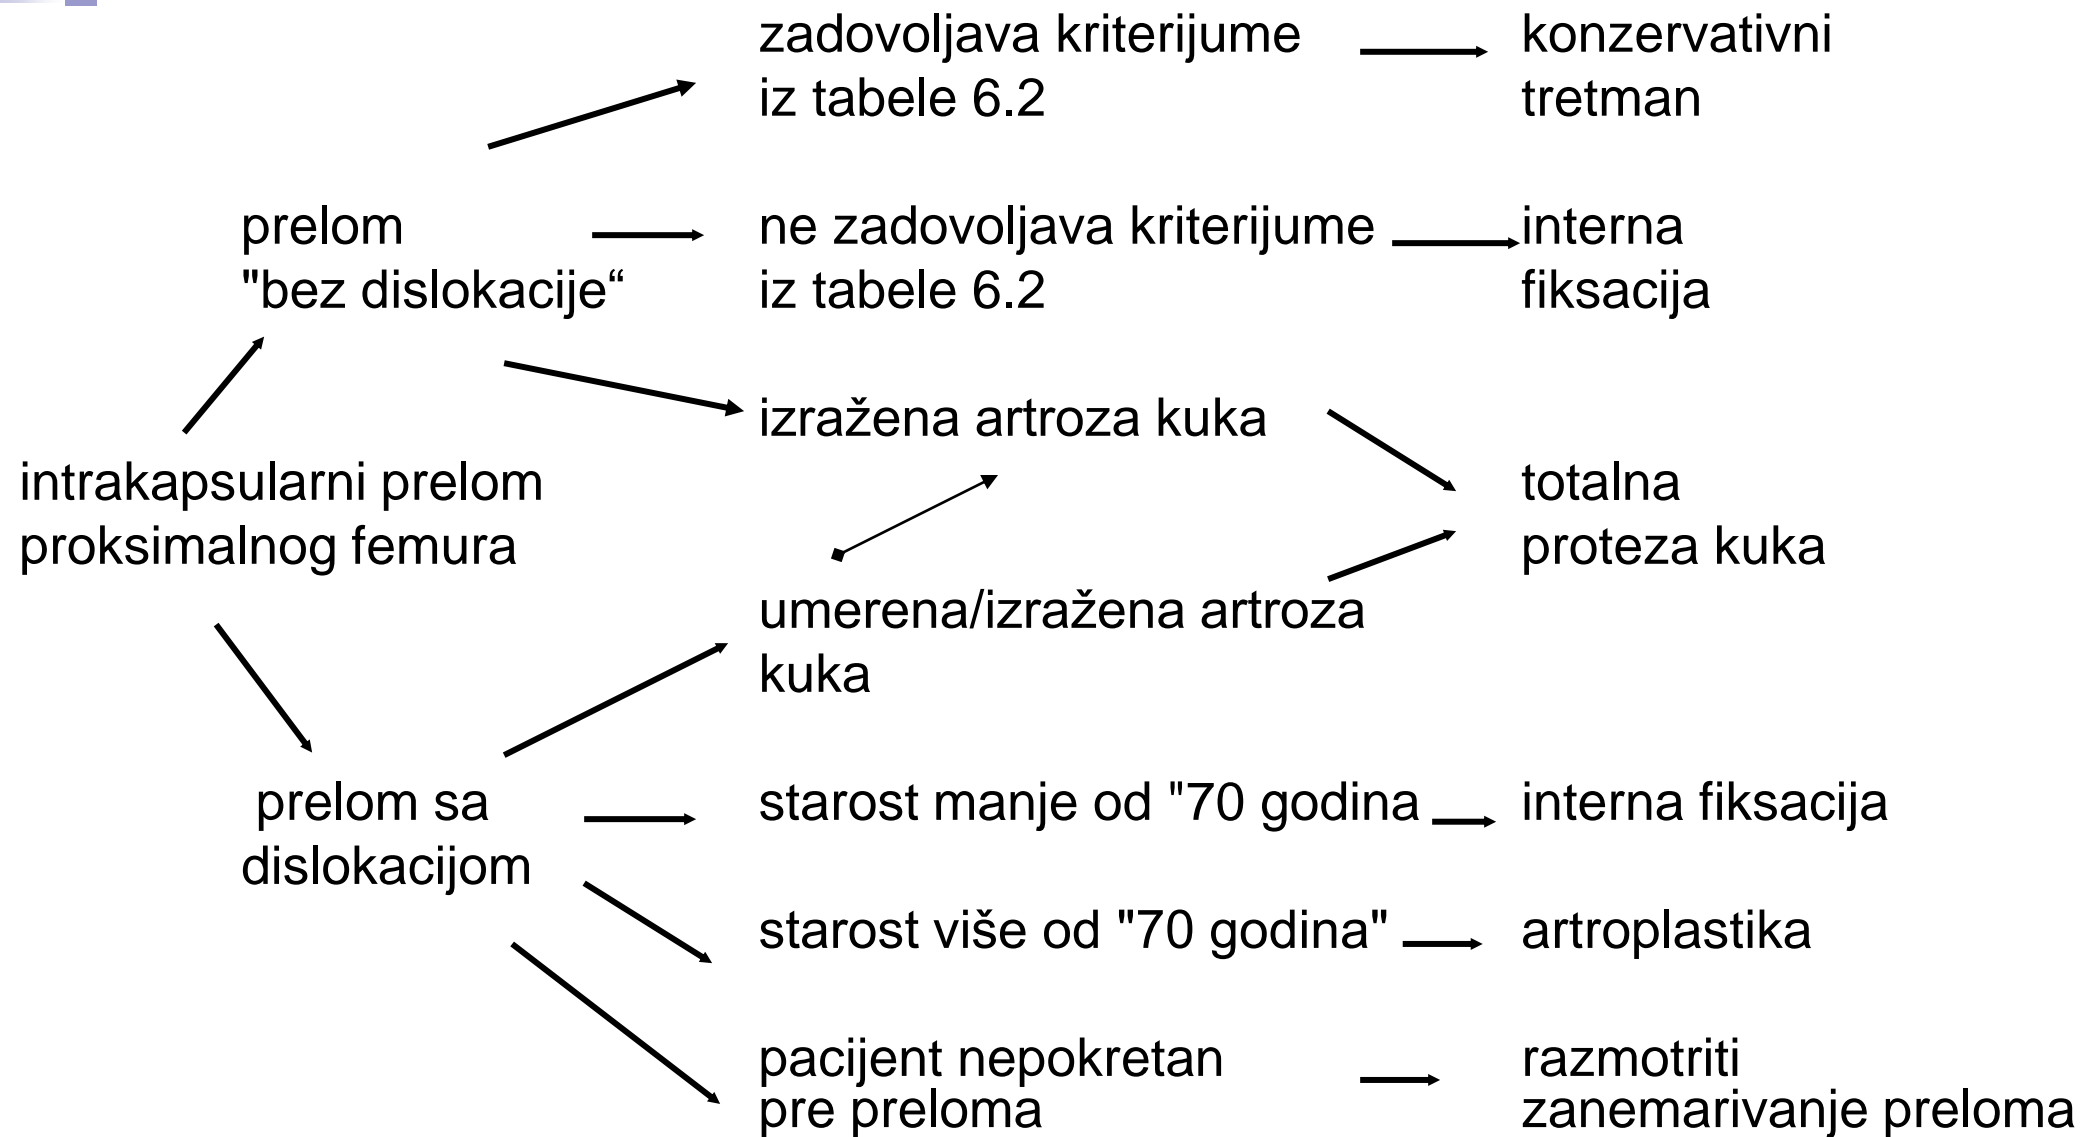 zadovoljava kriterijume
iz tabele 6.2
konzervativni
tretman
prelom
"bez dislokacije“
ne zadovoljava kriterijume
iz tabele 6.2
interna
fiksacija
izražena artroza kuka
intrakapsularni prelom
proksimalnog femura
totalna
proteza kuka
umerena/izražena artroza
kuka
prelom sa
dislokacijom
starost manje od "70 godina
interna fiksacija
starost više od "70 godina"
artroplastika
pacijent nepokretan
pre preloma
razmotriti
zanemarivanje preloma